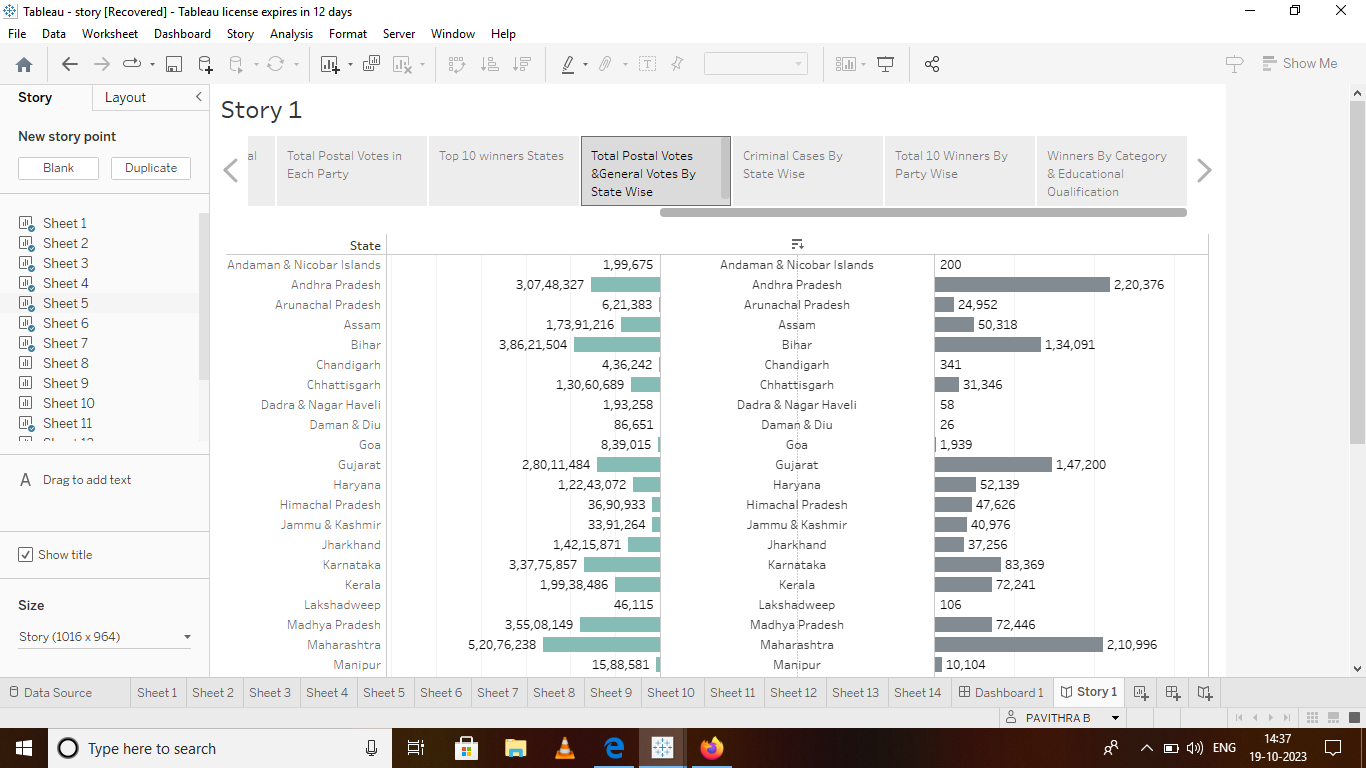 Tableau - story [Recovered] - Tableau license expires in 12 days
File Data Worksheet Dashboard Story Analysis Format Server Window Help
Show Me
Story Layout
New story point
Blank Duplicate
Sheet 1
Sheet 2
Sheet 3
Sheet 4
Sheet 5
Sheet 6
Sheet 7
Sheet 8
Sheet 9
Sheet 10
Sheet 11
A Drag to add text
Show title
Size
Story (1016 x 964)
Story 1
al
Total Postal Votes in
Each Party
Top 10 winners States
Total Postal Votes
&General Votes By
State Wise
Criminal Cases By
State Wise
Total 10 Winners By
Party Wise
Winners By Category
& Educational
Qualification
State
Andaman & Nicobar Islands 1,99,675 Andaman & Nicobar Islands 200
Andhra Pradesh 3,07,48,327 Andhra Pradesh 2,20,376
Arunachal Pradesh 6,21,383 Arunachal Pradesh 24,952
Assam 1,73,91,216 Assam 50,318
Bihar 3,86,21,504 Bihar 1,34,091
Chandigarh 4,36,242 Chandigarh 341
Chhattisgarh 1,30,60,689 Chhattisgarh 31,346
Dadra & Nagar Haveli 1,93,258 Dadra & Nagar Haveli 58
Daman & Diu 86,651 Daman & Diu 26
Goa 8,39,015 Goa 1,939
Gujarat 2,80,11,484 Gujarat 1,47,200
Haryana 1,22,43,072 Haryana 52,139
Himachal Pradesh 36,90,933 Himachal Pradesh 47,626
Jammu & Kashmir 33,91,264 Jammu & Kashmir 40,976
Jharkhand 1,42,15,871 Jharkhand 37,256
Karnataka 3,37,75,857 Karnataka 83,369
Kerala 1,99,38,486 Kerala 72,241
Lakshadweep 46,115 Lakshadweep 106
Madhya Pradesh 3,55,08,149 Madhya Pradesh 72,446
Maharashtra 5,20,76,238 Maharashtra 2,10,996
Manipur 15,88,581 Manipur 10,104
Data Source Sheet 1 Sheet 2 Sheet 3 Sheet 4 Sheet 5 Sheet 6 Sheet 7 Sheet 8 Sheet 9 Sheet 10 Sheet 11 Sheet 12 Sheet 13 Sheet 14 Dashboard 1 Story 1
PAVITHRA B
Type here to search
ENG
14:37
19-10-2023